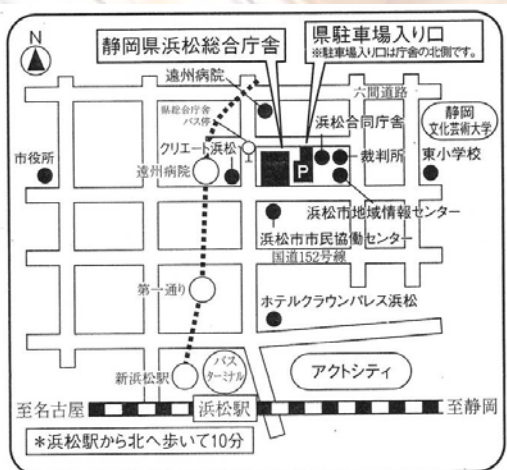 N
静岡県浜松総合庁舎
県駐車場入り口
※駐車場入り口は庁舎の北側です。
遠州病院
六間道路
県総合庁舎
バス停
浜松合同庁舎
静岡
文化芸術大学
クリエート浜松
市役所
遠州病院
P
裁判所
東小学校
浜松市地域情報センター
浜松市市民協働センター
国道152号線
第一通り
ホテルクラウンパレス浜松
新浜松駅
バス
ターミナル
アクトシティ
至名古屋
浜松駅
至静岡
*浜松駅から北へ歩いて10分